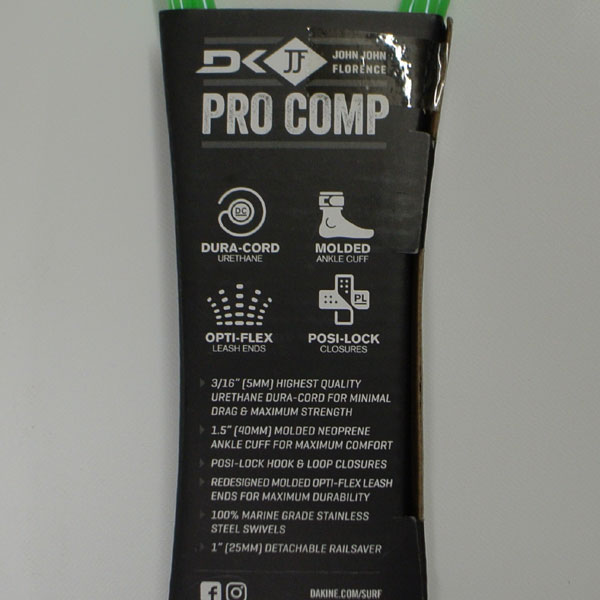 DK JJF JOHN JOHN
FLORENCE
PRO COMP
DC
DURA-CORD
URETHANE
MOLDED
ANKLE CUFF
PL
OPTI-FLEX
LEASH ENDS
POSI-LOCK
CLOSURES
3/16" (5MM) HIGHEST QUALITY
URETHANE DURA-CORD FOR MINIMAL
DRAG & MAXIMUM STRENGTH
1.5" (40MM) MOLDED NEOPRENE
ANKLE CUFF FOR MAXIMUM COMFORT
POSI-LOCK HOOK & LOOP CLOSURES
REDESIGNED MOLDED OPTI-FLEX LEASH
ENDS FOR MAXIMUM DURABILITY
100% MARINE GRADE STAINLESS
STEEL SWIVELS
1" (25MM) DETACHABLE RAILSAVER
DAKINE.COM/SURF